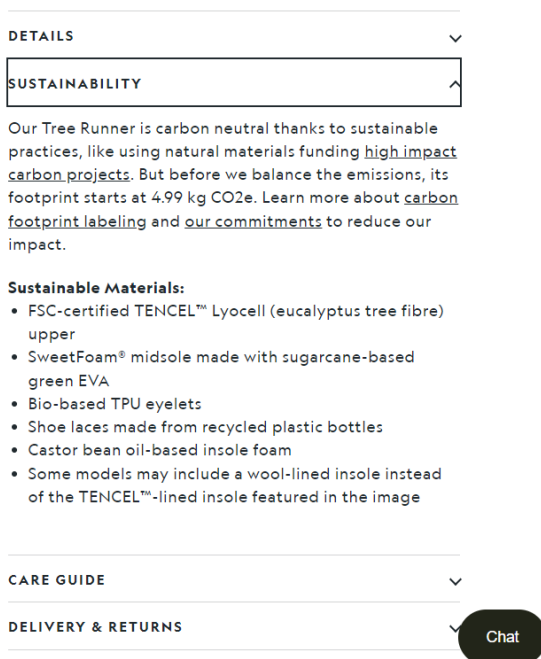 DETAILS
SUSTAINABILITY
Our Tree Runner is carbon neutral thanks to sustainable
practices, like using natural materials funding high impact
carbon projects. But before we balance the emissions, its
footprint starts at 4.99 kg CO2e. Learn more about carbon
footprint labeling and our commitments to reduce our
impact.
Sustainable Materials:
• FSC-certified TENCEL™ Lyocell (eucalyptus tree fibre)
upper
• SweetFoam® midsole made with sugarcane-based
green EVA
• Bio-based TPU eyelets
• Shoe laces made from recycled plastic bottles
• Castor bean oil-based insole foam
• Some models may include a wool-lined insole instead
of the TENCEL™-lined insole featured in the image
CARE GUIDE
DELIVERY & RETURNS
Chat